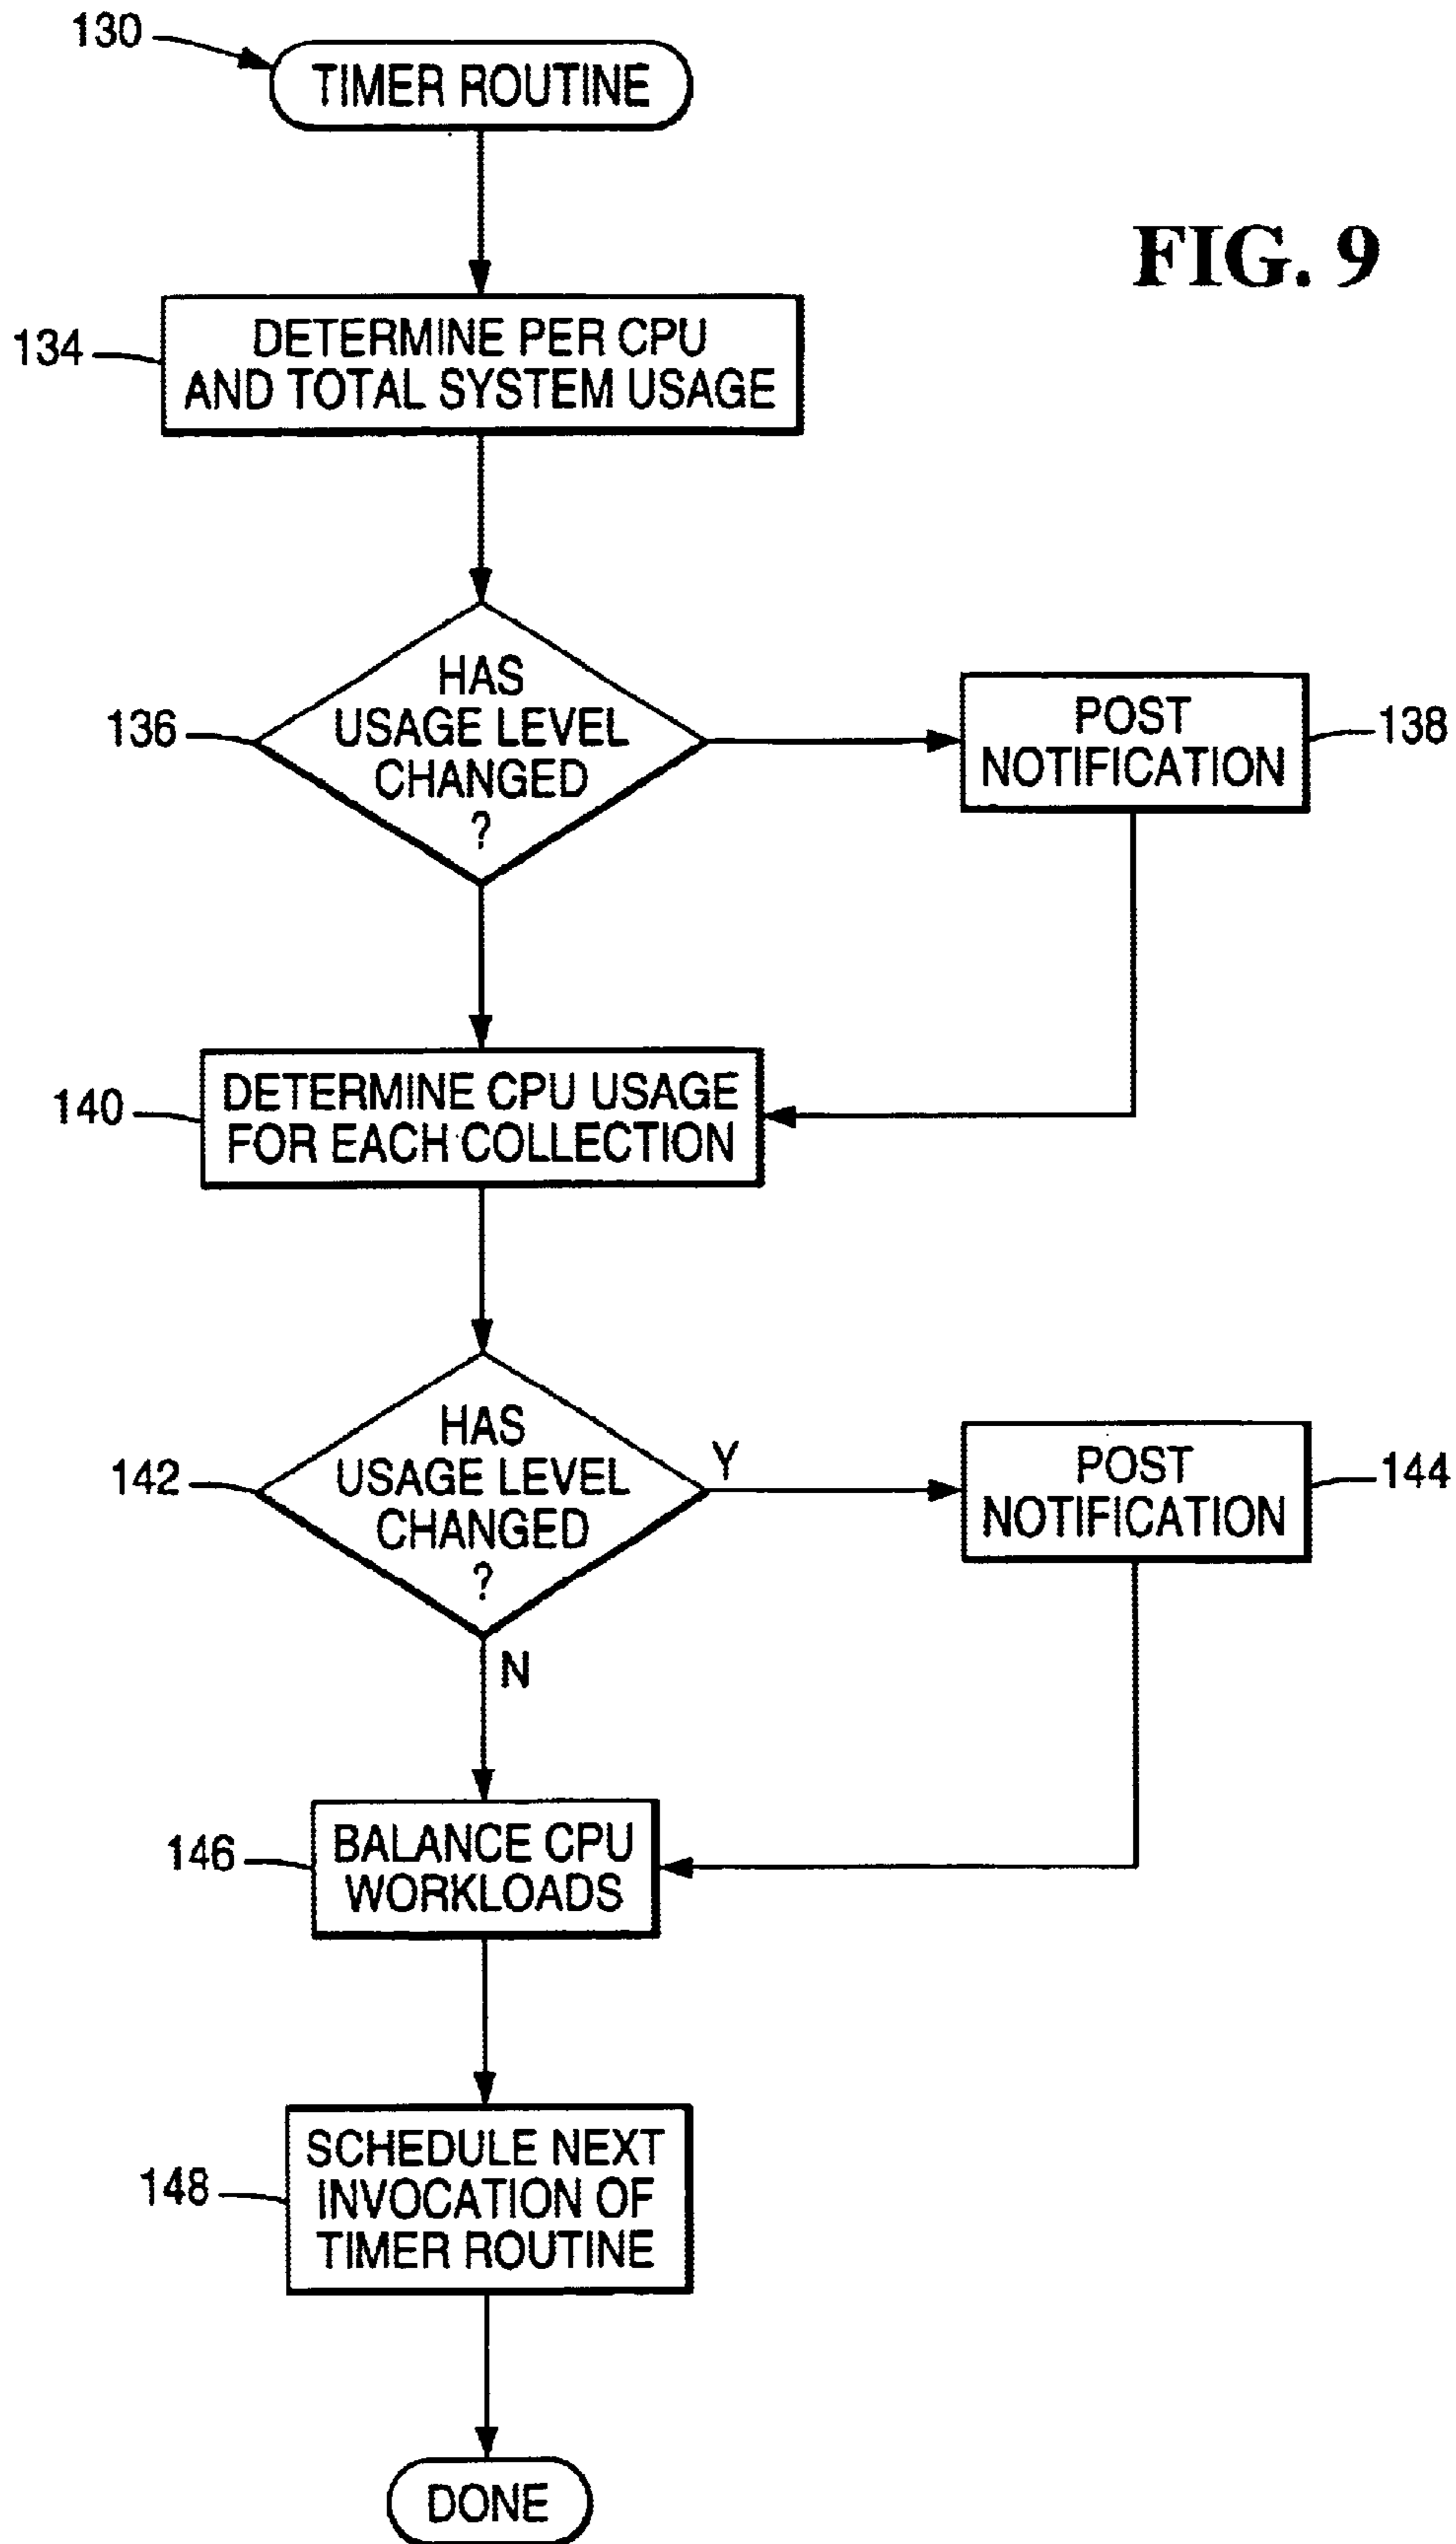 130
TIMER ROUTINE
FIG. 9
134
DETERMINE PER CPU
AND TOTAL SYSTEM USAGE
136
HAS
USAGE LEVEL
CHANGED
?
POST
NOTIFICATION
138
140
DETERMINE CPU USAGE
FOR EACH COLLECTION
142
HAS
USAGE LEVEL
CHANGED
?
Y
N
POST
NOTIFICATION
144
146
BALANCE CPU
WORKLOADS
148
SCHEDULE NEXT
INVOCATION OF
TIMER ROUTINE
DONE